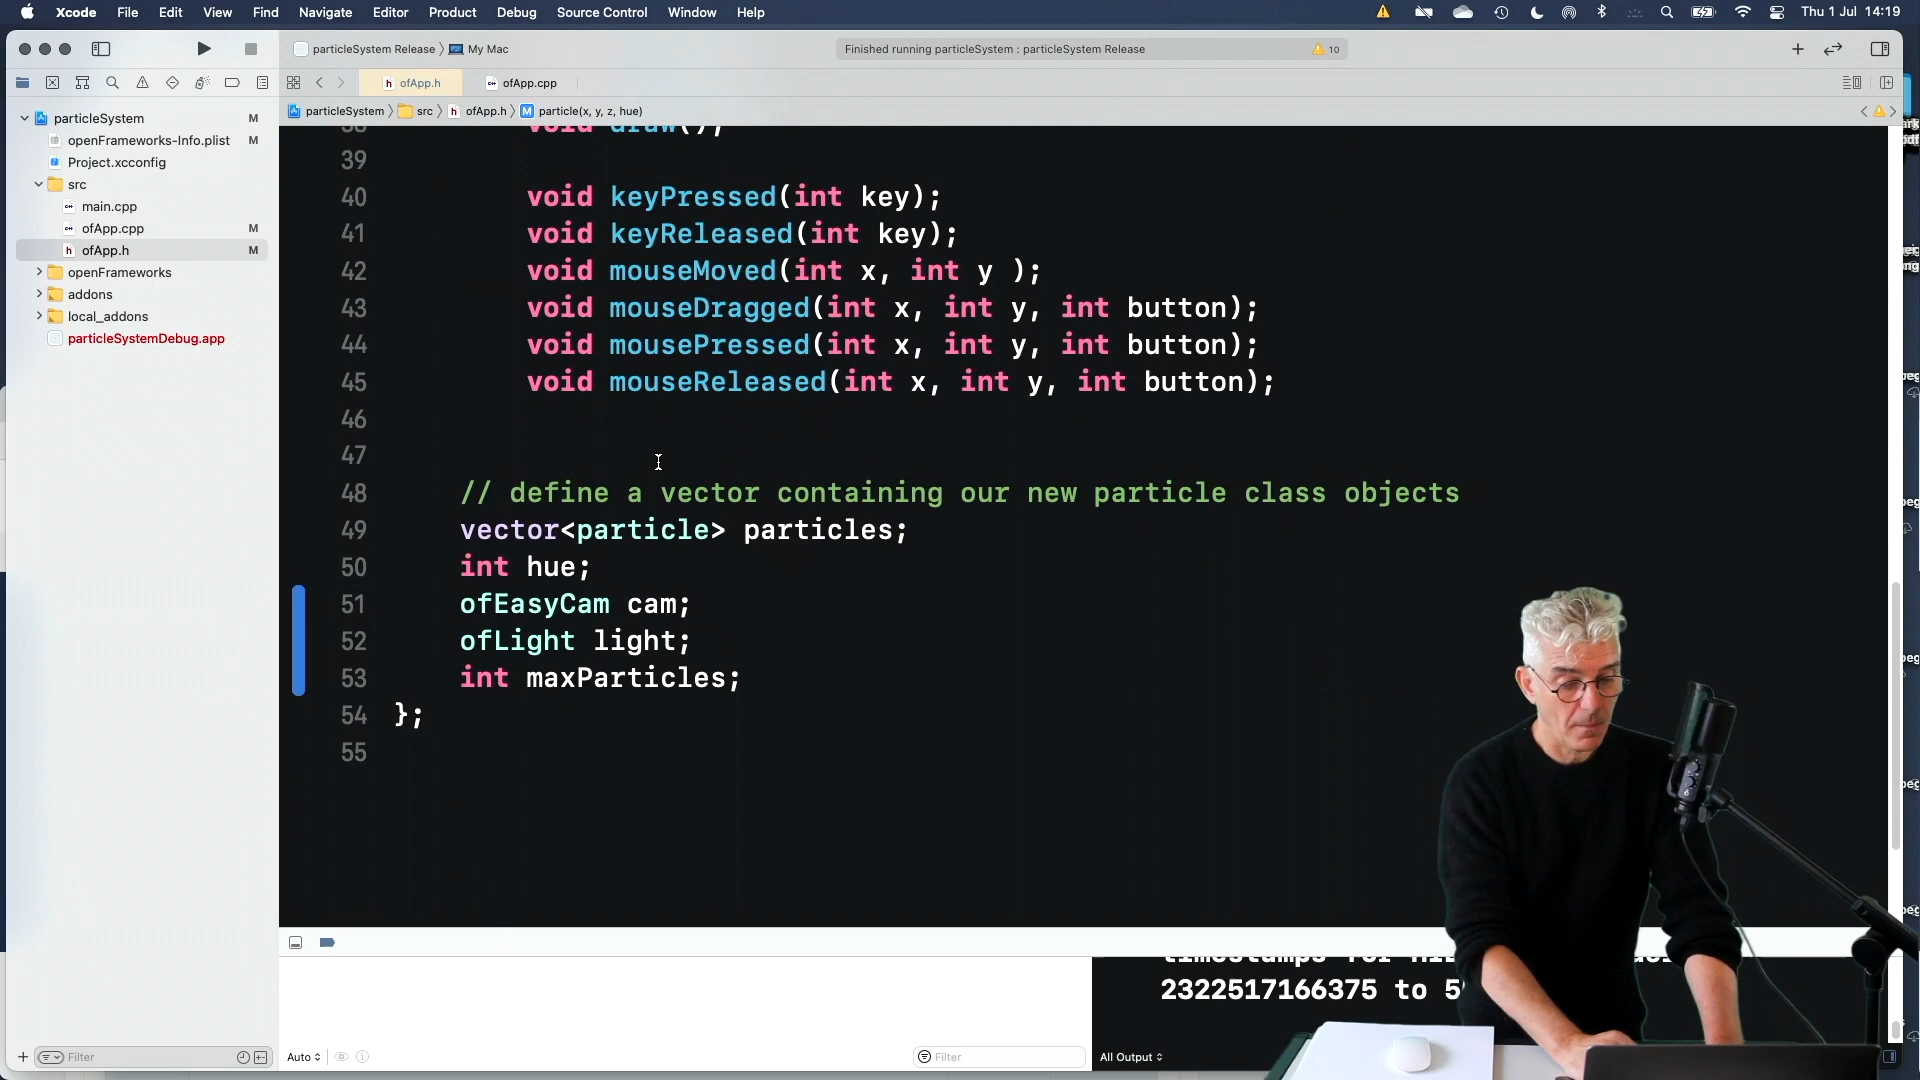 Xcode File Edit View Find Navigate Editor Product Debug Source Control Window Help Thu 1 Jul 14:19
particleSystem Release My Mac Finished running particleSystem : particleSystem Release 10
ofApp.h ofApp.cpp
particleSystem src ofApp.h particle(x, y, z, hue)
particleSystem M
openFrameworks-Info.plist M
Project.xcconfig
src
main.cpp
ofApp.cpp M
ofApp.h M
openFrameworks
addons
local_addons
particleSystemDebug.app
38 void draw();
39
40 void keyPressed(int key);
41 void keyReleased(int key);
42 void mouseMoved(int x, int y );
43 void mouseDragged(int x, int y, int button);
44 void mousePressed(int x, int y, int button);
45 void mouseReleased(int x, int y, int button);
46
47
48 // define a vector containing our new particle class objects
49 vector<particle> particles;
50 int hue;
51 ofEasyCam cam;
52 ofLight light;
53 int maxParticles;
54 };
55
timestamps for
2322517166375 to 5
Filter Auto Filter All Output